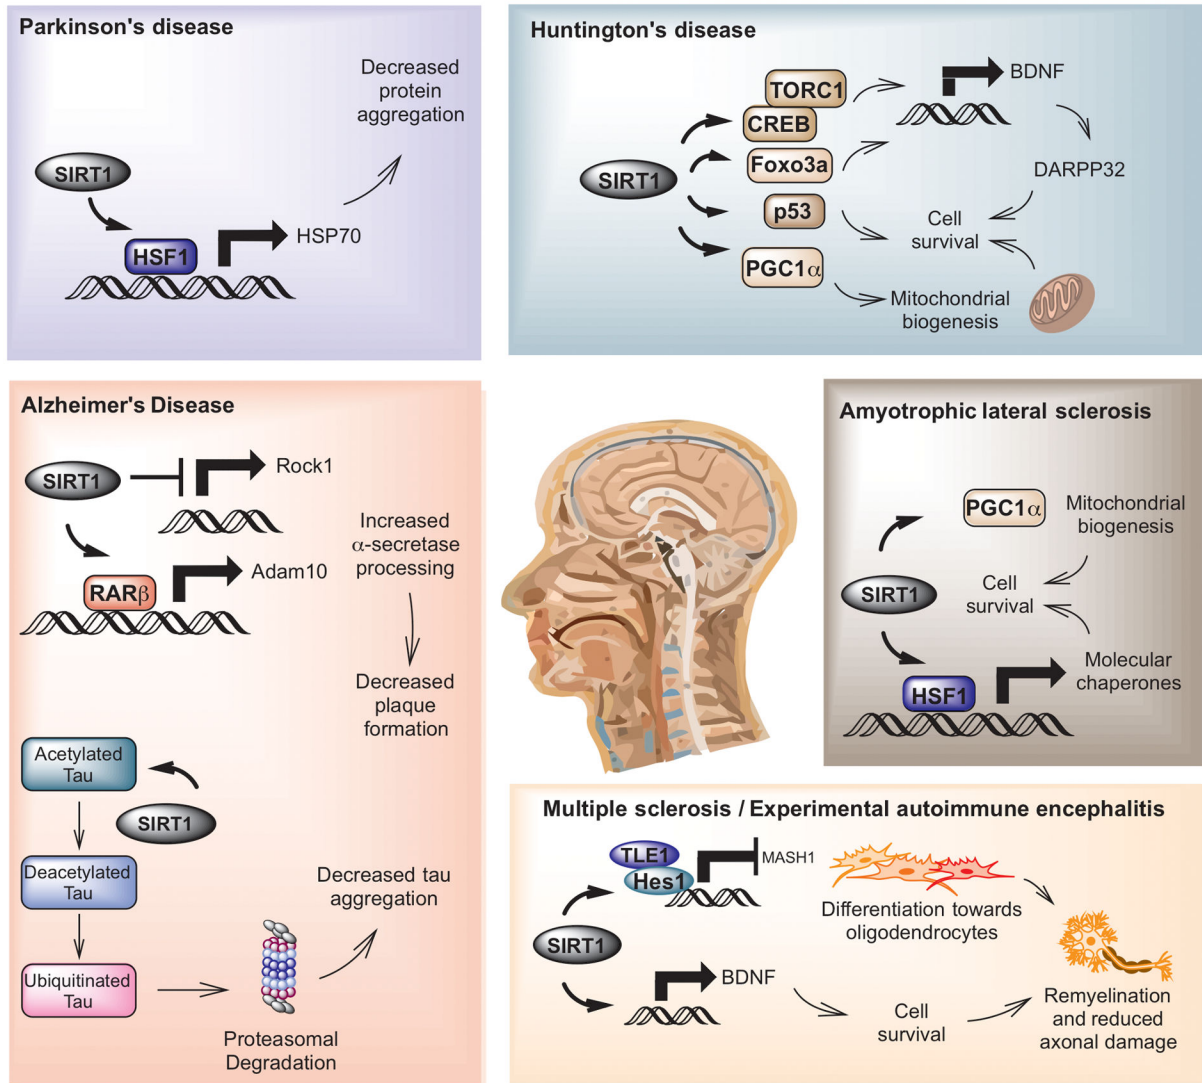 Parkinson's disease
Decreased
protein
aggregation
SIRT1
HSF1
HSP70
Huntington's disease
TORC1
CREB
Foxo3a
p53
PGC1α
SIRT1
BDNF
DARPP32
Cell
survival
Mitochondrial
biogenesis
Alzheimer's Disease
SIRT1
Rock1
RARβ
Adam10
Increased
α-secretase
processing
Decreased
plaque
formation
Acetylated
Tau
SIRT1
Deacetylated
Tau
Ubiquitinated
Tau
Proteasomal
Degradation
Decreased tau
aggregation
Amyotrophic lateral sclerosis
PGC1α
Mitochondrial
biogenesis
SIRT1
Cell
survival
HSF1
Molecular
chaperones
Multiple sclerosis / Experimental autoimmune encephalitis
TLE1
Hes1
MASH1
SIRT1
BDNF
Differentiation towards
oligodendrocytes
Cell
survival
Remyelination
and reduced
axonal damage